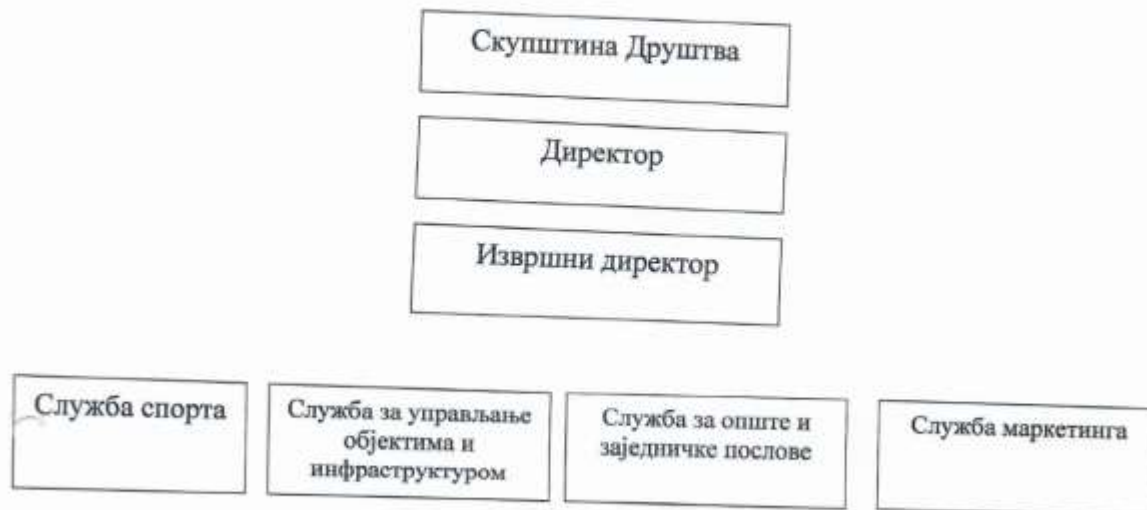 Скупштина Друштва
Директор
Извршни директор
Служба спорта
Служба за управљање
објектима и
инфраструктуром
Служба за опште и
заједничке послове
Служба маркетинга